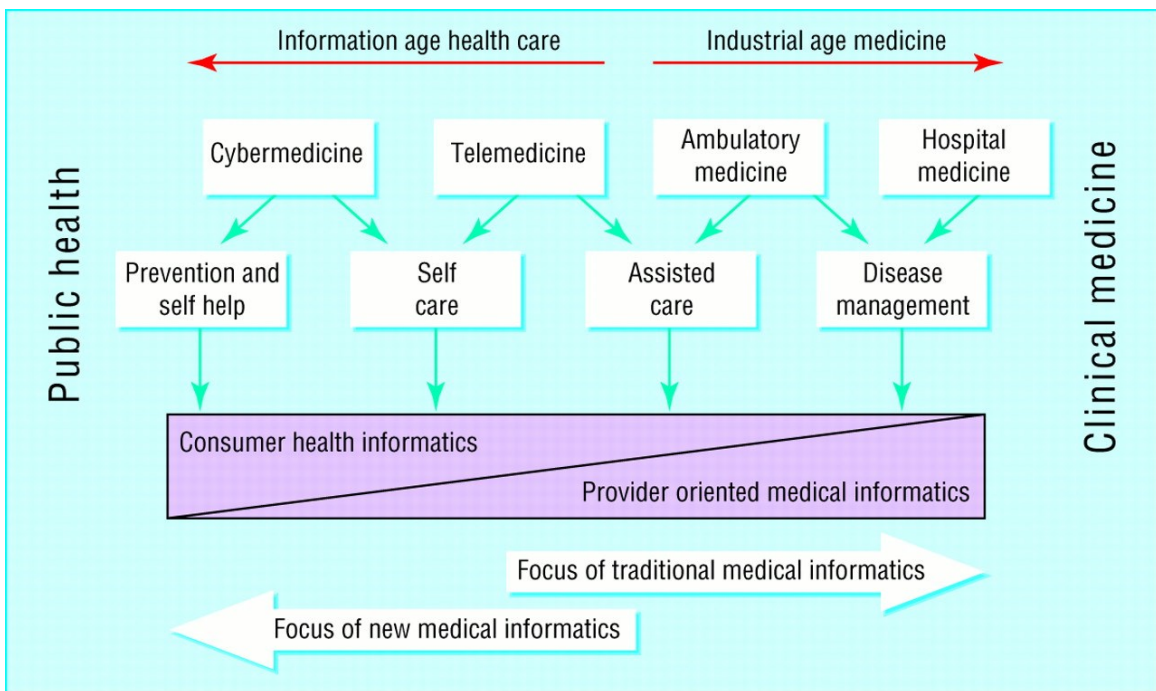 Information age health care
Industrial age medicine
Public health
Clinical medicine
Cybermedicine
Telemedicine
Ambulatory
medicine
Hospital
medicine
Prevention and
self help
Self
care
Assisted
care
Disease
management
Consumer health informatics
Provider oriented medical informatics
Focus of traditional medical informatics
Focus of new medical informatics